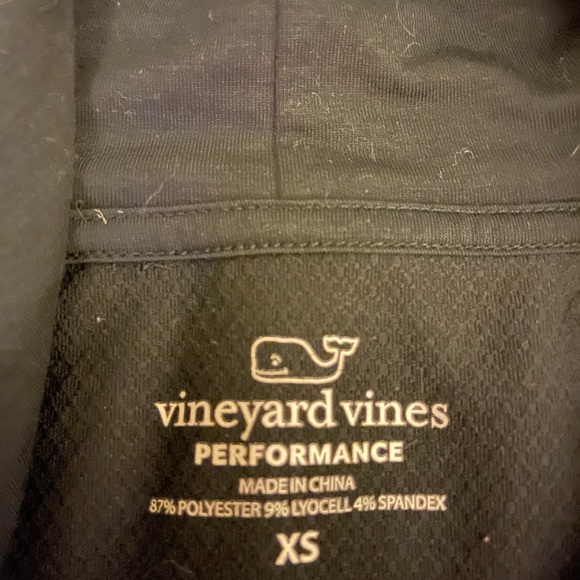 vineyard vines
PERFORMANCE
MADE IN CHINA
87% POLYESTER 9% LYOCELL 4% SPANDEX
XS